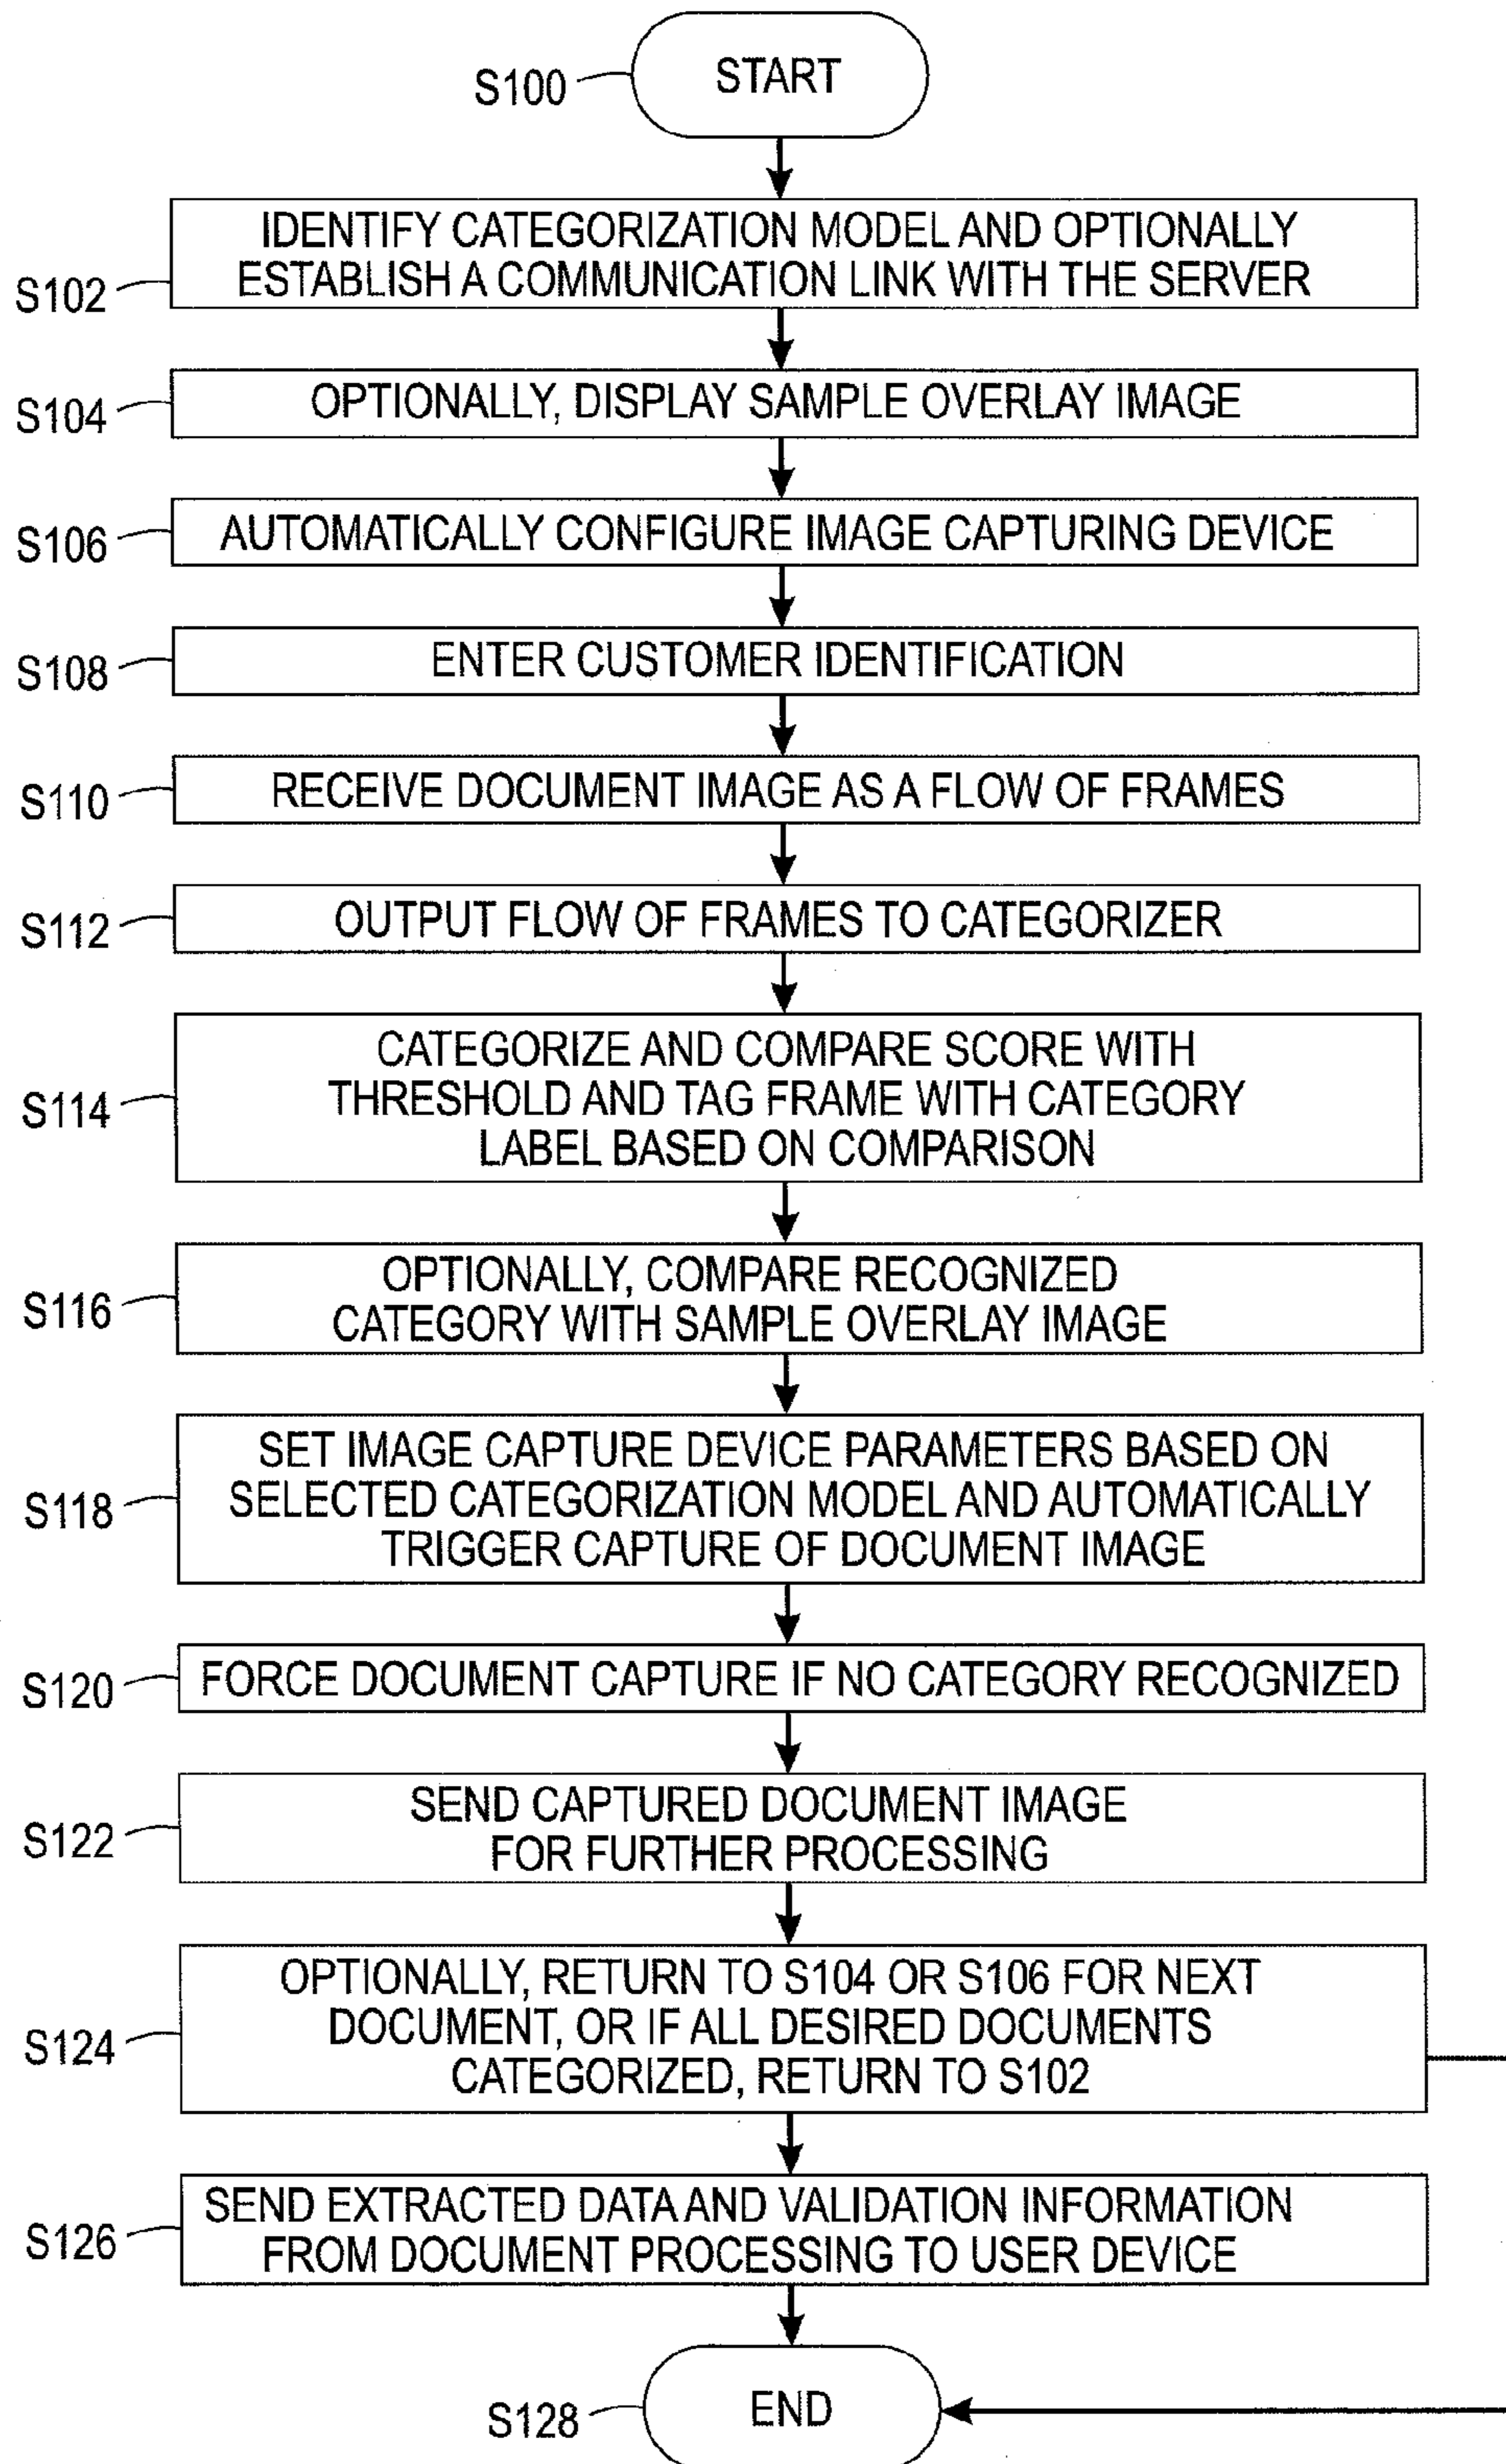 S100
START
S102
IDENTIFY CATEGORIZATION MODEL AND OPTIONALLY
ESTABLISH A COMMUNICATION LINK WITH THE SERVER
S104
OPTIONALLY, DISPLAY SAMPLE OVERLAY IMAGE
S106
AUTOMATICALLY CONFIGURE IMAGE CAPTURING DEVICE
S108
ENTER CUSTOMER IDENTIFICATION
S110
RECEIVE DOCUMENT IMAGE AS A FLOW OF FRAMES
S112
OUTPUT FLOW OF FRAMES TO CATEGORIZER
S114
CATEGORIZE AND COMPARE SCORE WITH
THRESHOLD AND TAG FRAME WITH CATEGORY
LABEL BASED ON COMPARISON
S116
OPTIONALLY, COMPARE RECOGNIZED
CATEGORY WITH SAMPLE OVERLAY IMAGE
S118
SET IMAGE CAPTURE DEVICE PARAMETERS BASED ON
SELECTED CATEGORIZATION MODEL AND AUTOMATICALLY
TRIGGER CAPTURE OF DOCUMENT IMAGE
S120
FORCE DOCUMENT CAPTURE IF NO CATEGORY RECOGNIZED
S122
SEND CAPTURED DOCUMENT IMAGE
FOR FURTHER PROCESSING
S124
OPTIONALLY, RETURN TO S104 OR S106 FOR NEXT
DOCUMENT, OR IF ALL DESIRED DOCUMENTS
CATEGORIZED, RETURN TO S102
S126
SEND EXTRACTED DATA AND VALIDATION INFORMATION
FROM DOCUMENT PROCESSING TO USER DEVICE
S128
END